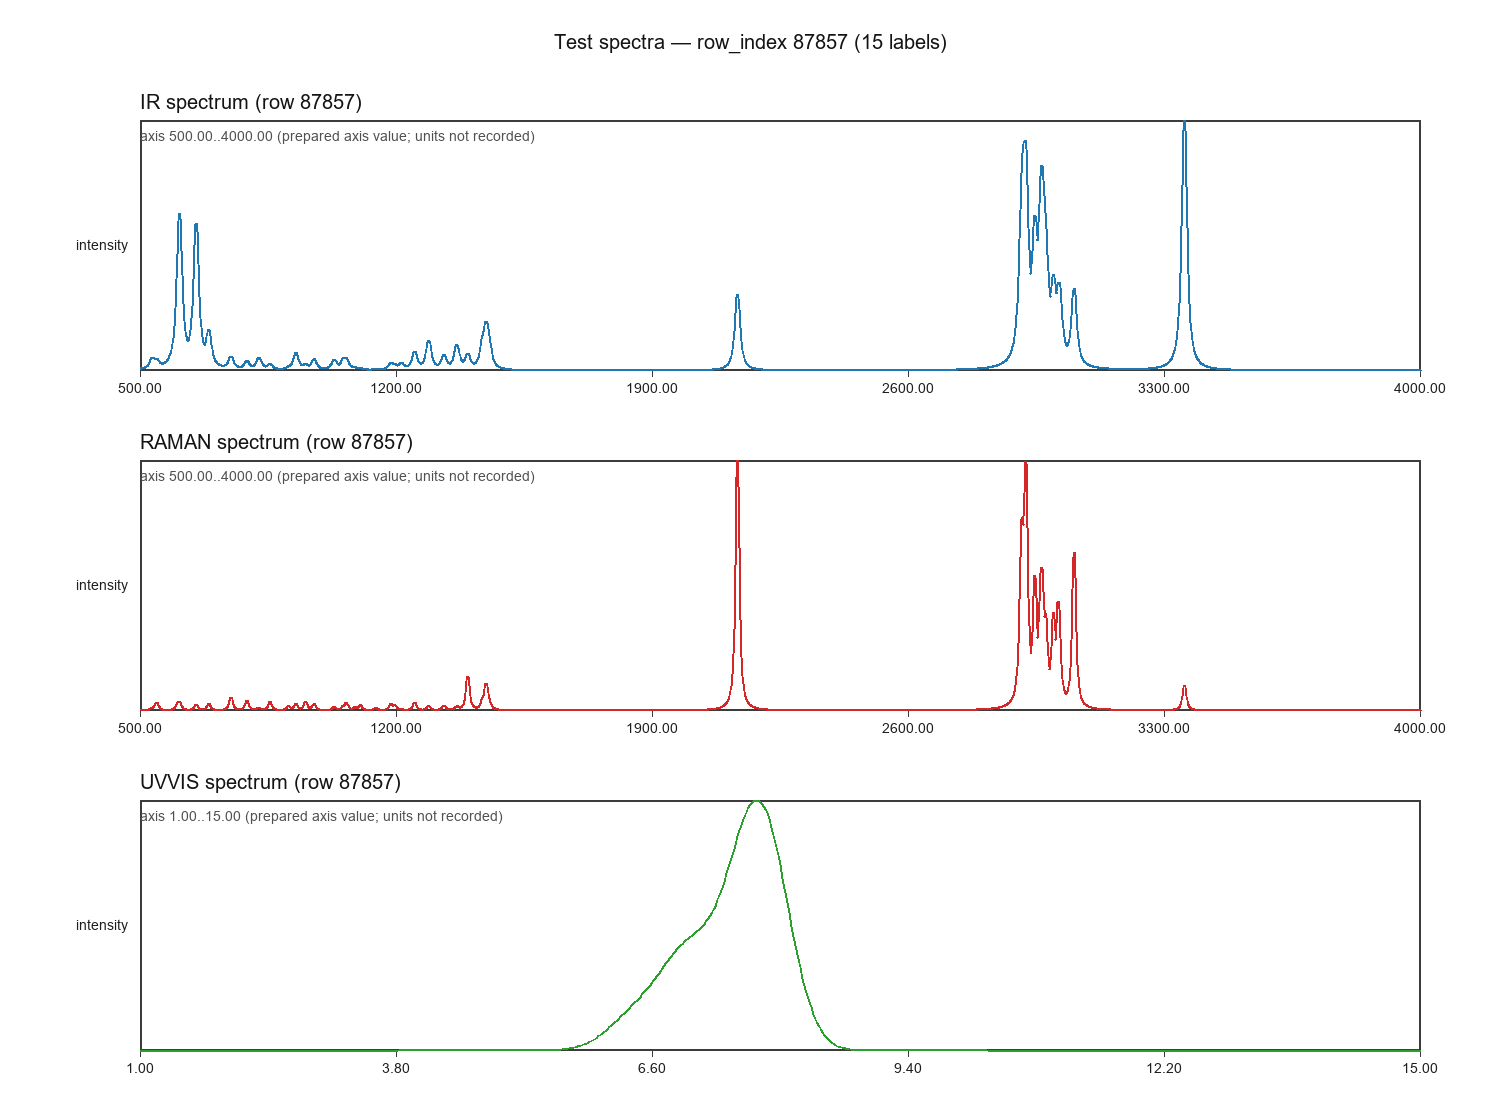 Test spectra — row_index 87857 (15 labels)
IR spectrum (row 87857)
axis 500.00..4000.00 (prepared axis value; units not recorded)
intensity
500.00 1200.00 1900.00 2600.00 3300.00 4000.00
RAMAN spectrum (row 87857)
axis 500.00..4000.00 (prepared axis value; units not recorded)
intensity
500.00 1200.00 1900.00 2600.00 3300.00 4000.00
UVVIS spectrum (row 87857)
axis 1.00..15.00 (prepared axis value; units not recorded)
intensity
1.00 3.80 6.60 9.40 12.20 15.00